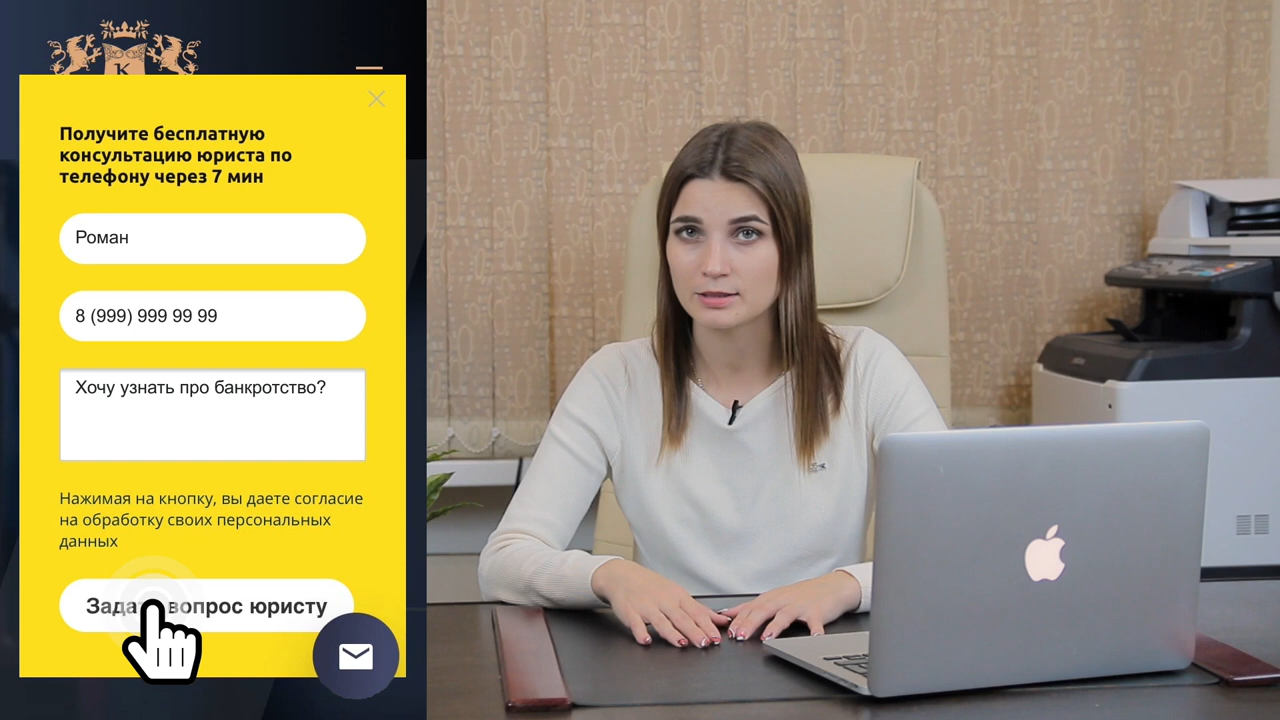 K
Получите бесплатную
консультацию юриста по
телефону через 7 мин
Роман
8 (999) 999 99 99
Хочу узнать про банкротство?
Нажимая на кнопку, вы даете согласие
на обработку своих персональных
данных
вопрос юристу